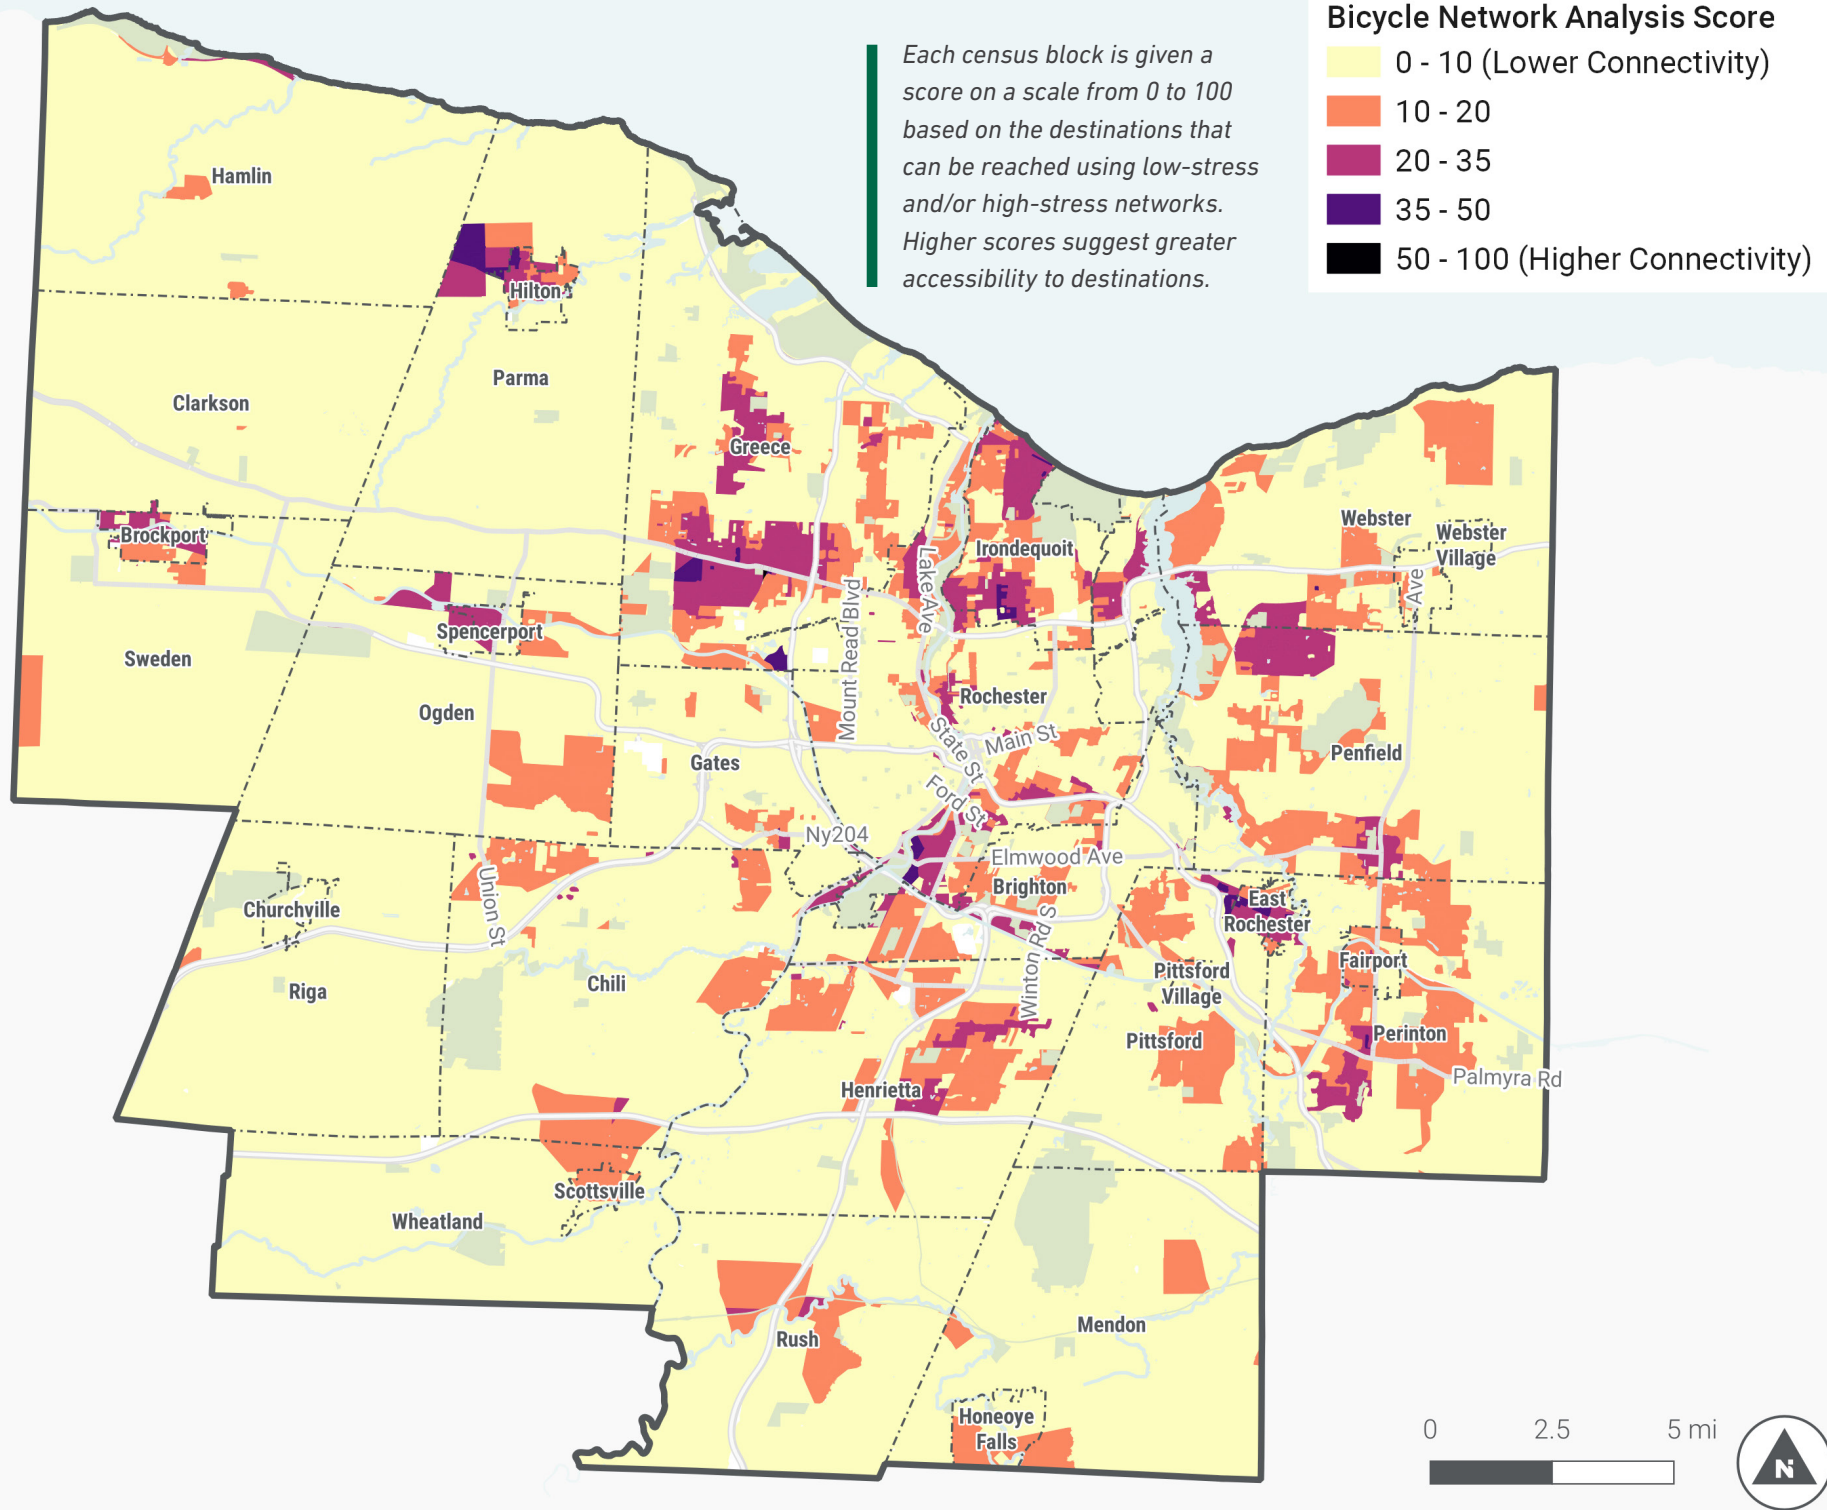 Bicycle Network Analysis Score
0 - 10 (Lower Connectivity)
10 - 20
20 - 35
35 - 50
50 - 100 (Higher Connectivity)
Each census block is given a
score on a scale from 0 to 100
based on the destinations that
can be reached using low-stress
and/or high-stress networks.
Higher scores suggest greater
accessibility to destinations.
Hamlin
Hilton
Parma
Clarkson
Greece
Brockport
Irondequoit
Webster
Webster
Village
Lake Ave
Mount Read Blvd
Ave
Spencerport
Sweden
Ogden
Rochester
State St
Main St
Penfield
Gates
Ford St
Ny204
Elmwood Ave
Brighton
East
Rochester
Union St
Churchville
Winton Rd S
Fairport
Riga
Chili
Pittsford
Village
Pittsford
Perinton
Palmyra Rd
Henrietta
Scottsville
Wheatland
Rush
Mendon
Honeoye
Falls
0 2.5 5 mi
N